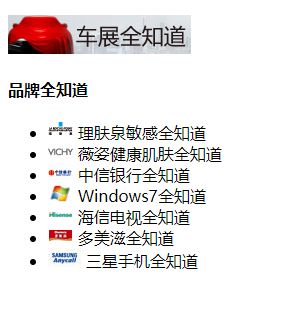 车展全知道
品牌全知道
理肤泉敏感全知道
VICHY 薇姿健康肌肤全知道
中信银行全知道
Windows7全知道
Hisense 海信电视全知道
多美滋全知道
SAMSUNG Anycall 三星手机全知道